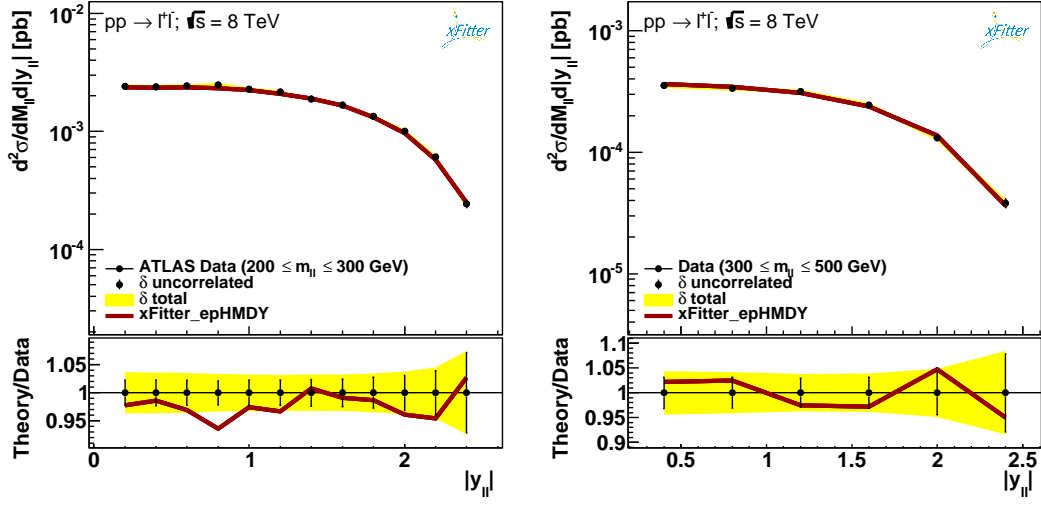 pp → l⁺l⁻; √s = 8 TeV
xFitter
d²σ/dM_ll d|y_ll| [pb]
10⁻²
10⁻³
10⁻⁴
ATLAS Data (200 ≤ m_ll ≤ 300 GeV)
δ uncorrelated
δ total
xFitter_epHMDY
Theory/Data
1.05
1
0.95
0 1 2
|y_ll|
pp → l⁺l⁻; √s = 8 TeV
xFitter
d²σ/dM_ll d|y_ll| [pb]
10⁻³
10⁻⁴
10⁻⁵
Data (300 ≤ m_ll ≤ 500 GeV)
δ uncorrelated
δ total
xFitter_epHMDY
Theory/Data
1.1
1.05
1
0.95
0.9
0.5 1 1.5 2 2.5
|y_ll|